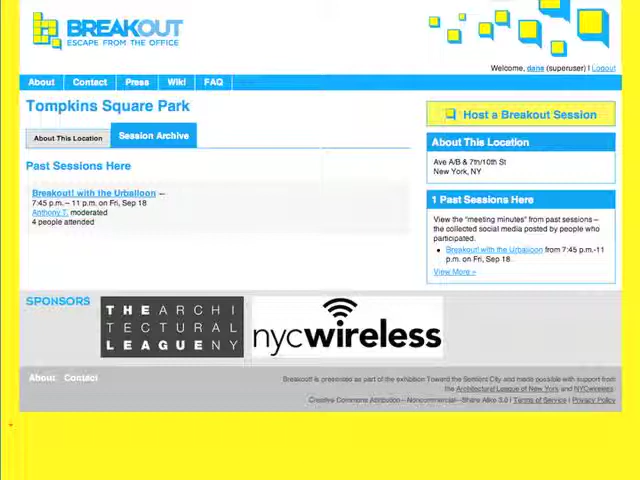 BREAKOUT
ESCAPE FROM THE OFFICE
Welcome, dana (superuser) | Logout
About Contact Press Wiki FAQ
Tompkins Square Park
About This Location Session Archive
Past Sessions Here
Breakout! with the Urballoon –
7:45 p.m. – 11 p.m. on Fri, Sep 18
Anthony T. moderated
4 people attended
Host a Breakout Session
About This Location
Ave A/B & 7th/10th St
New York, NY
1 Past Sessions Here
View the "meeting minutes" from past sessions –
the collected social media posted by people who
participated.
• Breakout! with the Urballoon from 7:45 p.m.-11
p.m. on Fri, Sep 18
View More »
SPONSORS
THE ARCHI
TECTURAL
LEAGUE NY
nycwireless
About Contact
Breakout! is presented as part of the exhibition Toward the Sentient City and made possible with support from
the Architectural League of New York and NYCwireless.
Creative Commons Attribution–Noncommercial–Share Alike 3.0 | Terms of Service | Privacy Policy